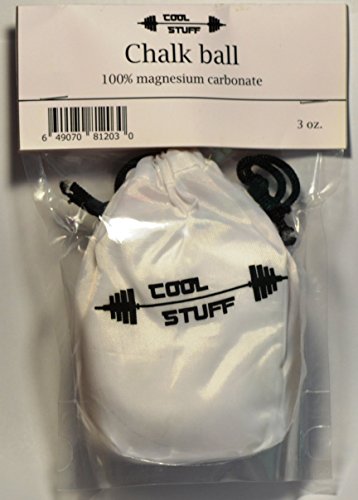 COOL
STUFF
Chalk ball
100% magnesium carbonate
6 49070 81203 0
3 oz.
COOL
STUFF